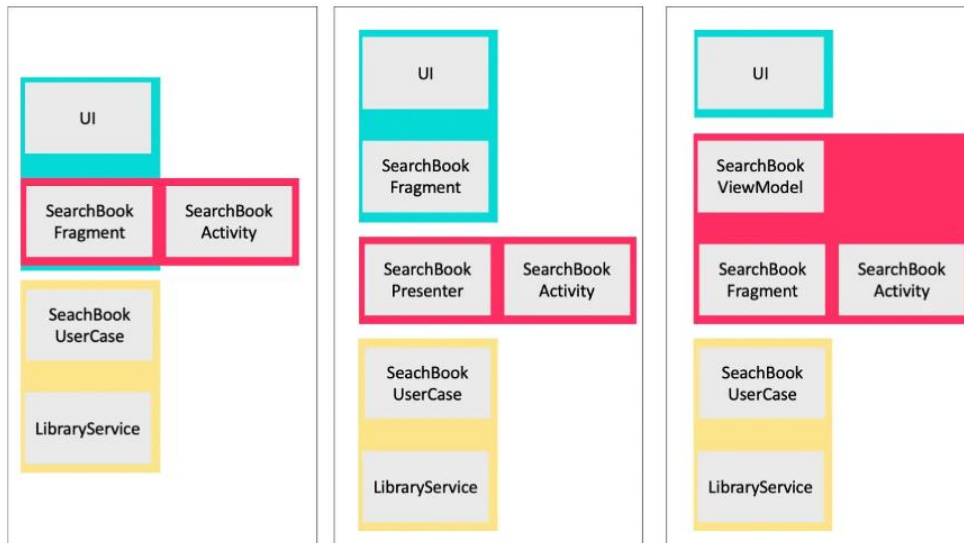 UI
SearchBook
Fragment
SearchBook
Activity
SeachBook
UserCase
LibraryService
UI
SearchBook
Fragment
SearchBook
Presenter
SearchBook
Activity
SeachBook
UserCase
LibraryService
UI
SearchBook
ViewModel
SearchBook
Fragment
SearchBook
Activity
SeachBook
UserCase
LibraryService